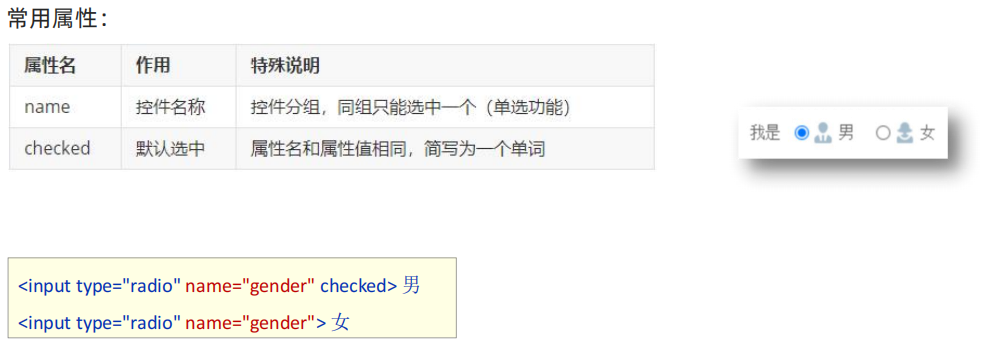 常用属性：
属性名 作用 特殊说明
name 控件名称 控件分组，同组只能选中一个（单选功能）
checked 默认选中 属性名和属性值相同，简写为一个单词
我是 男 女
<input type="radio" name="gender" checked> 男
<input type="radio" name="gender"> 女